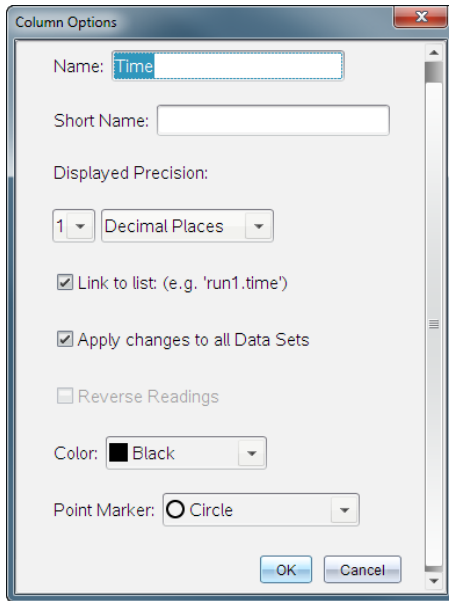 Column Options
Name: Time
Short Name:
Displayed Precision:
1 Decimal Places
Link to list: (e.g. 'run1.time')
Apply changes to all Data Sets
Reverse Readings
Color: Black
Point Marker: Circle
OK Cancel